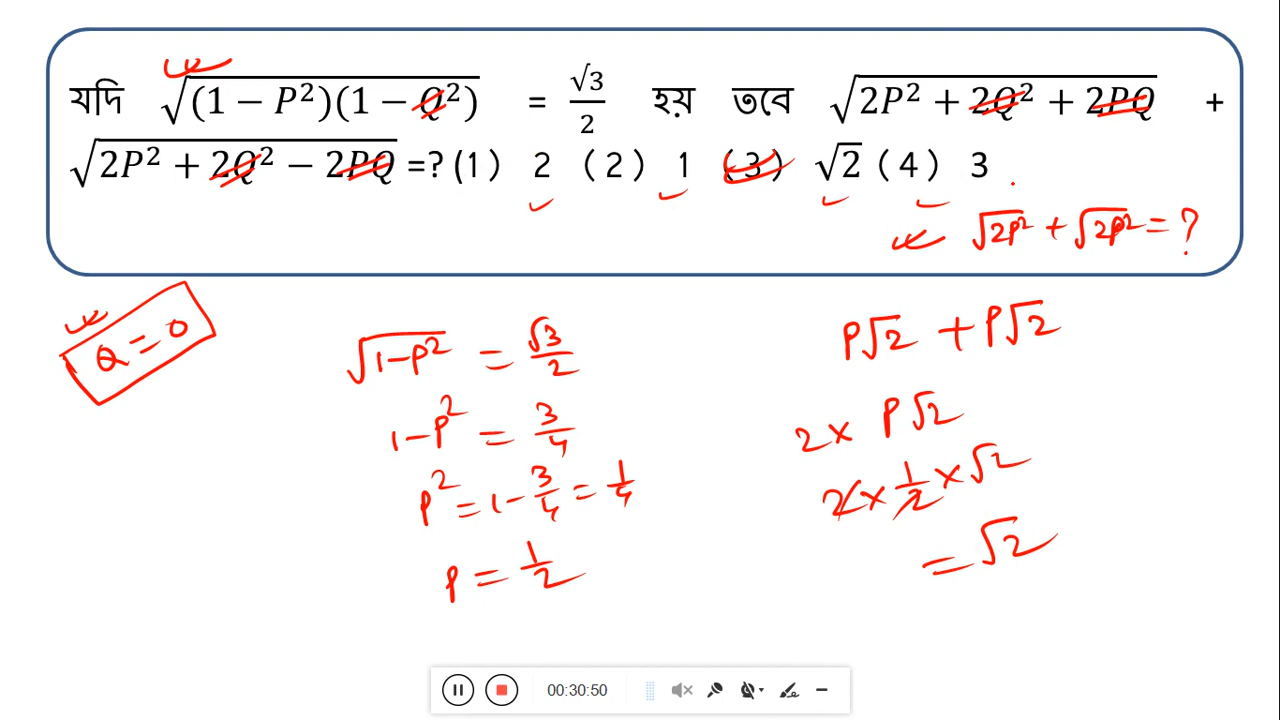 যদি √(1 − P²)(1 − Q²) = √3/2 হয় তবে √2P² + 2Q² + 2PQ +
√2P² + 2Q² − 2PQ =? (1) 2 (2) 1 (3) √2 (4) 3
√2P² + √2P² = ?
Q = 0
√1−P² = √3/2
1−P² = 3/4
P² = 1 − 3/4 = 1/4
P = 1/2
P√2 + P√2
2 × P√2
2 × 1/2 × √2
= √2
00:30:50